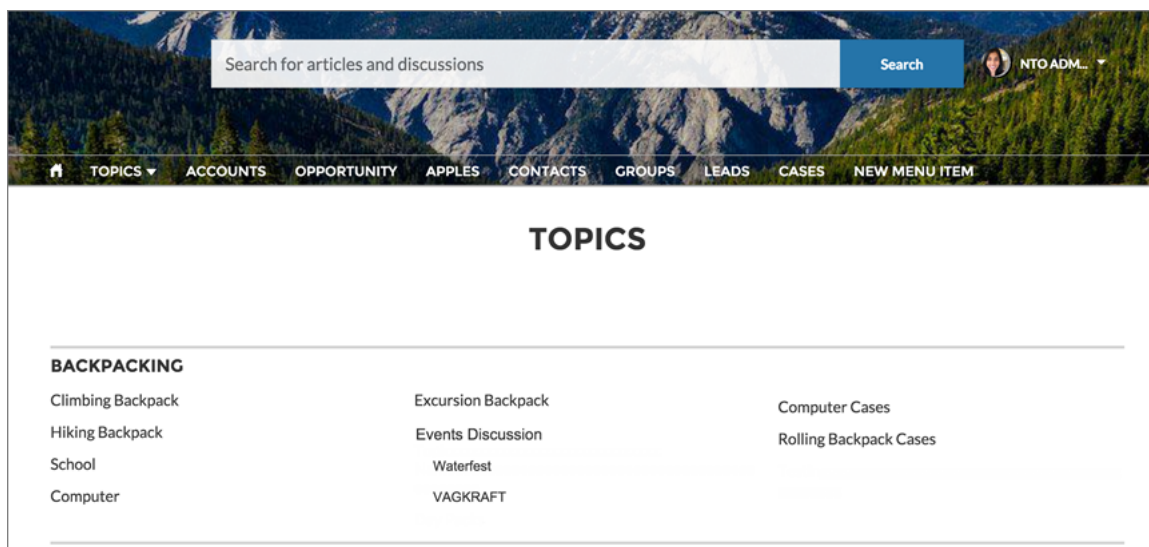 Search for articles and discussions
Search
NTO ADM...
TOPICS
ACCOUNTS
OPPORTUNITY
APPLES
CONTACTS
GROUPS
LEADS
CASES
NEW MENU ITEM
TOPICS
BACKPACKING
Climbing Backpack
Hiking Backpack
School
Computer
Excursion Backpack
Events Discussion
Waterfest
VAGKRAFT
Computer Cases
Rolling Backpack Cases